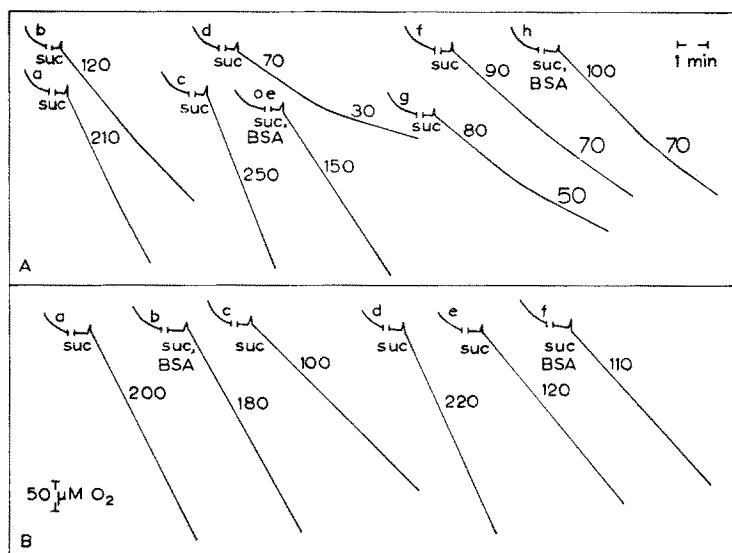 b
suc
120
a
suc
210
d
suc
70
30
c
suc
250
o e
suc,
BSA
150
f
suc
90
70
g
suc
80
50
h
suc,
BSA
100
70
1 min
A
a
suc
200
b
suc,
BSA
180
c
suc
100
d
suc
220
e
suc
120
f
suc
BSA
110
50 μM O₂
B